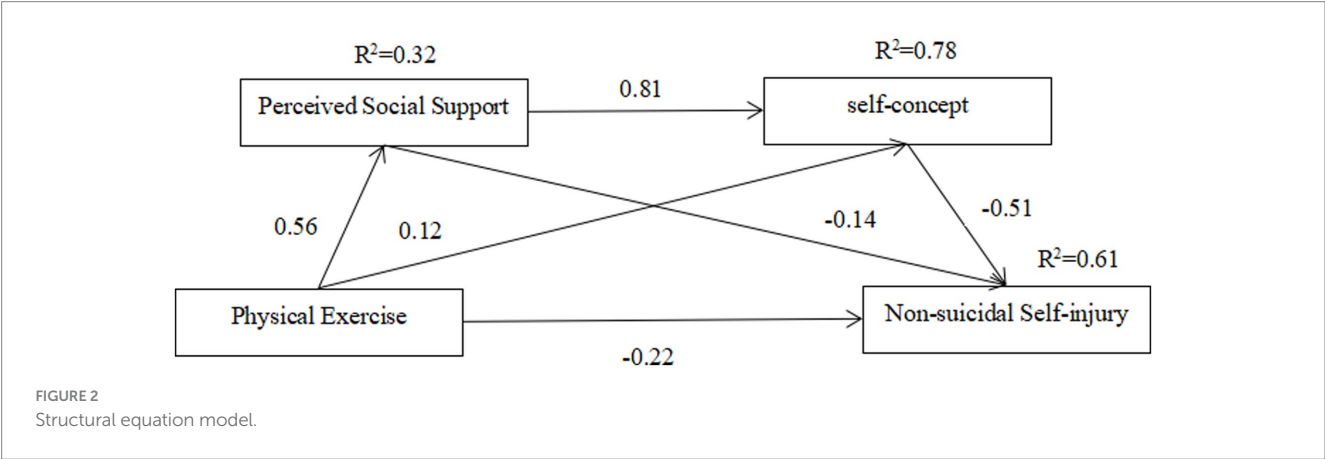 R²=0.32
R²=0.78
Perceived Social Support
0.81
self-concept
0.56
0.12
-0.14
-0.51
R²=0.61
Physical Exercise
Non-suicidal Self-injury
-0.22
FIGURE 2
Structural equation model.